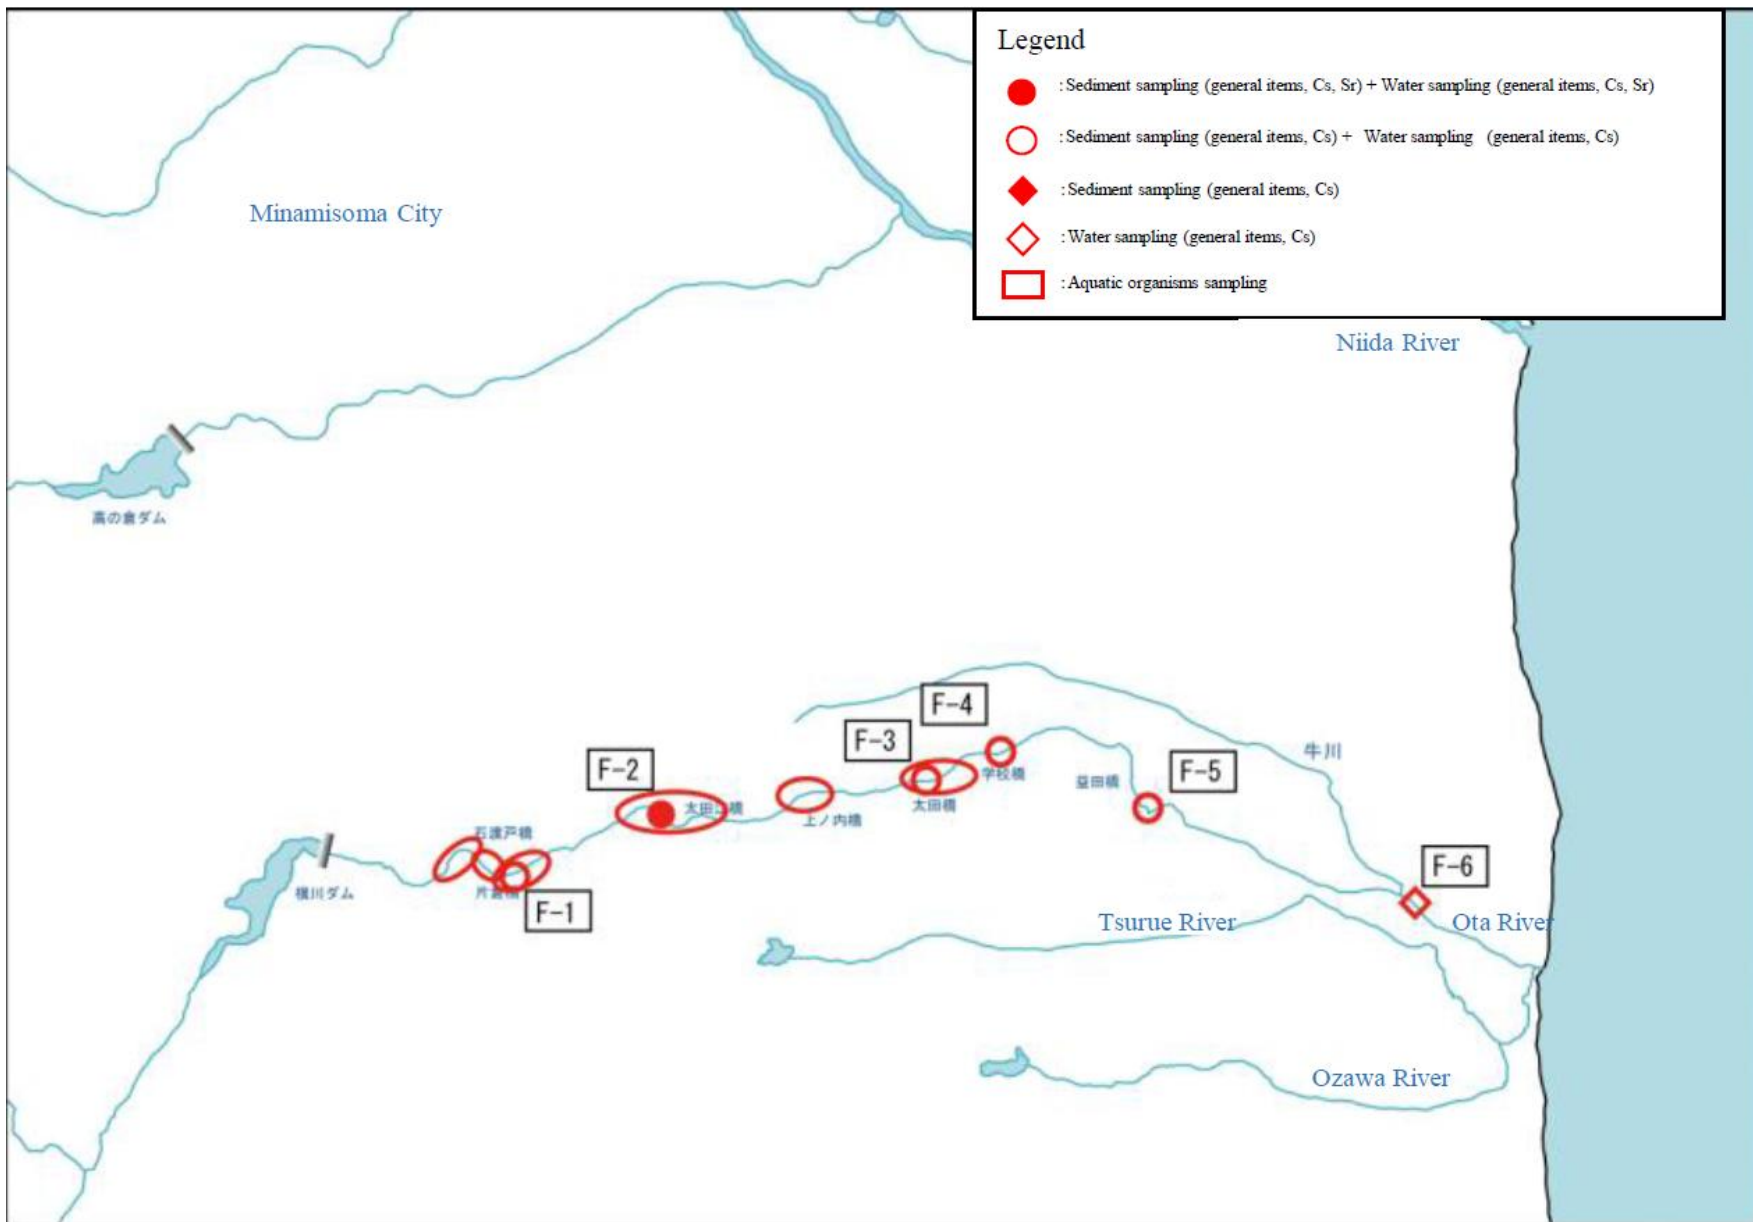 Legend
: Sediment sampling (general items, Cs, Sr) + Water sampling (general items, Cs, Sr)
: Sediment sampling (general items, Cs) + Water sampling (general items, Cs)
: Sediment sampling (general items, Cs)
: Water sampling (general items, Cs)
: Aquatic organisms sampling
Minamisoma City
Niida River
高の倉ダム
F-4
F-3
F-2
学校橋
牛川
F-5
益田橋
太田橋
上ノ内橋
石渡戸橋
横川ダム
F-1
F-6
Tsurue River
Ota River
Ozawa River